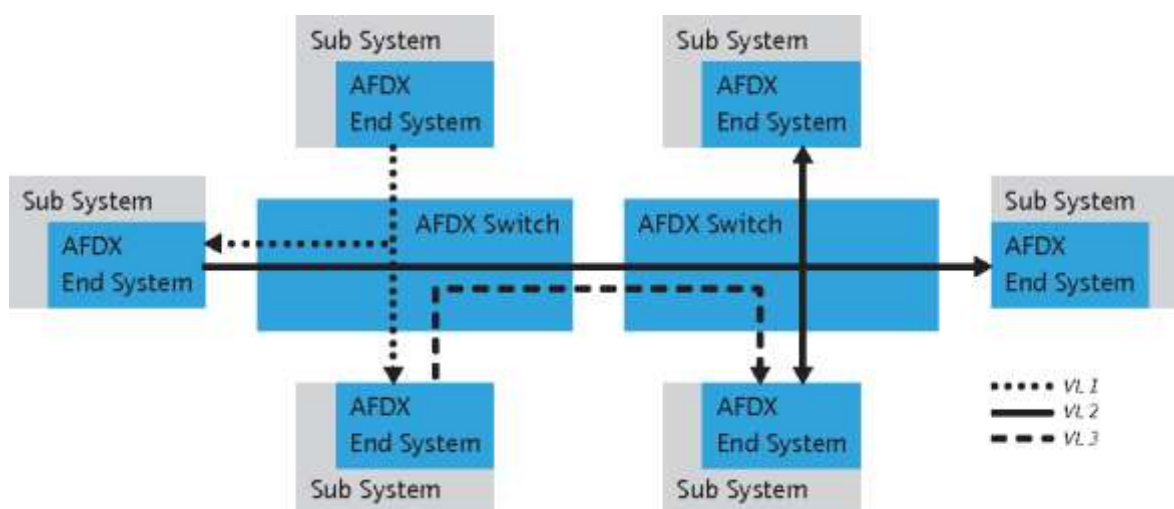 Sub System
AFDX
End System
Sub System
AFDX
End System
Sub System
AFDX
End System
AFDX Switch
AFDX Switch
Sub System
AFDX
End System
AFDX
End System
Sub System
AFDX
End System
Sub System
VL 1
VL 2
VL 3